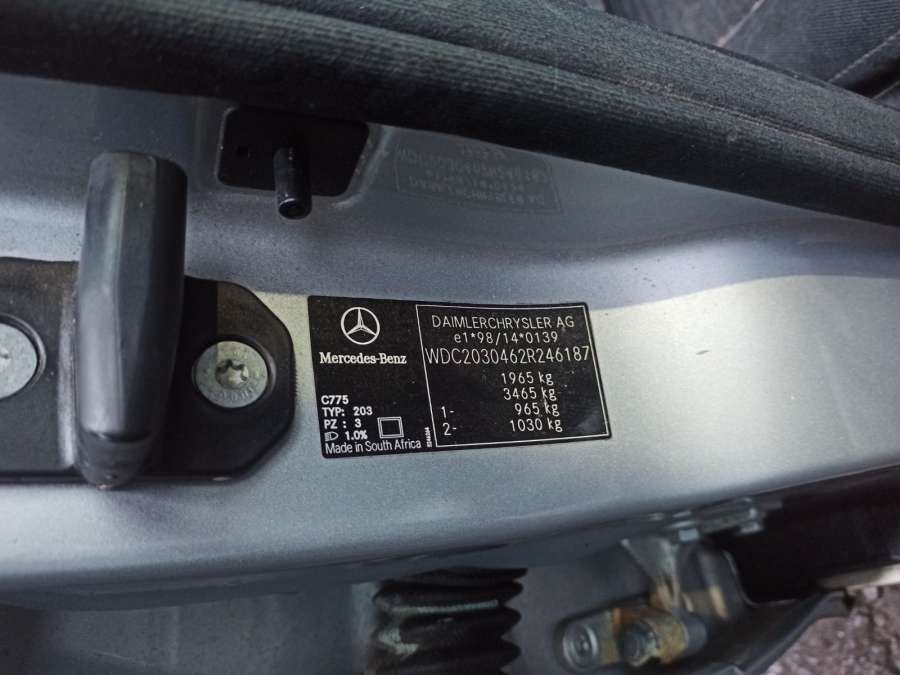 Mercedes-Benz
C775
TYP: 203
PZ : 3
1.0%
Made in South Africa
DAIMLERCHRYSLER AG
e1*98/14*0139
WDC2030462R246187
1965 kg
3465 kg
1- 965 kg
2- 1030 kg